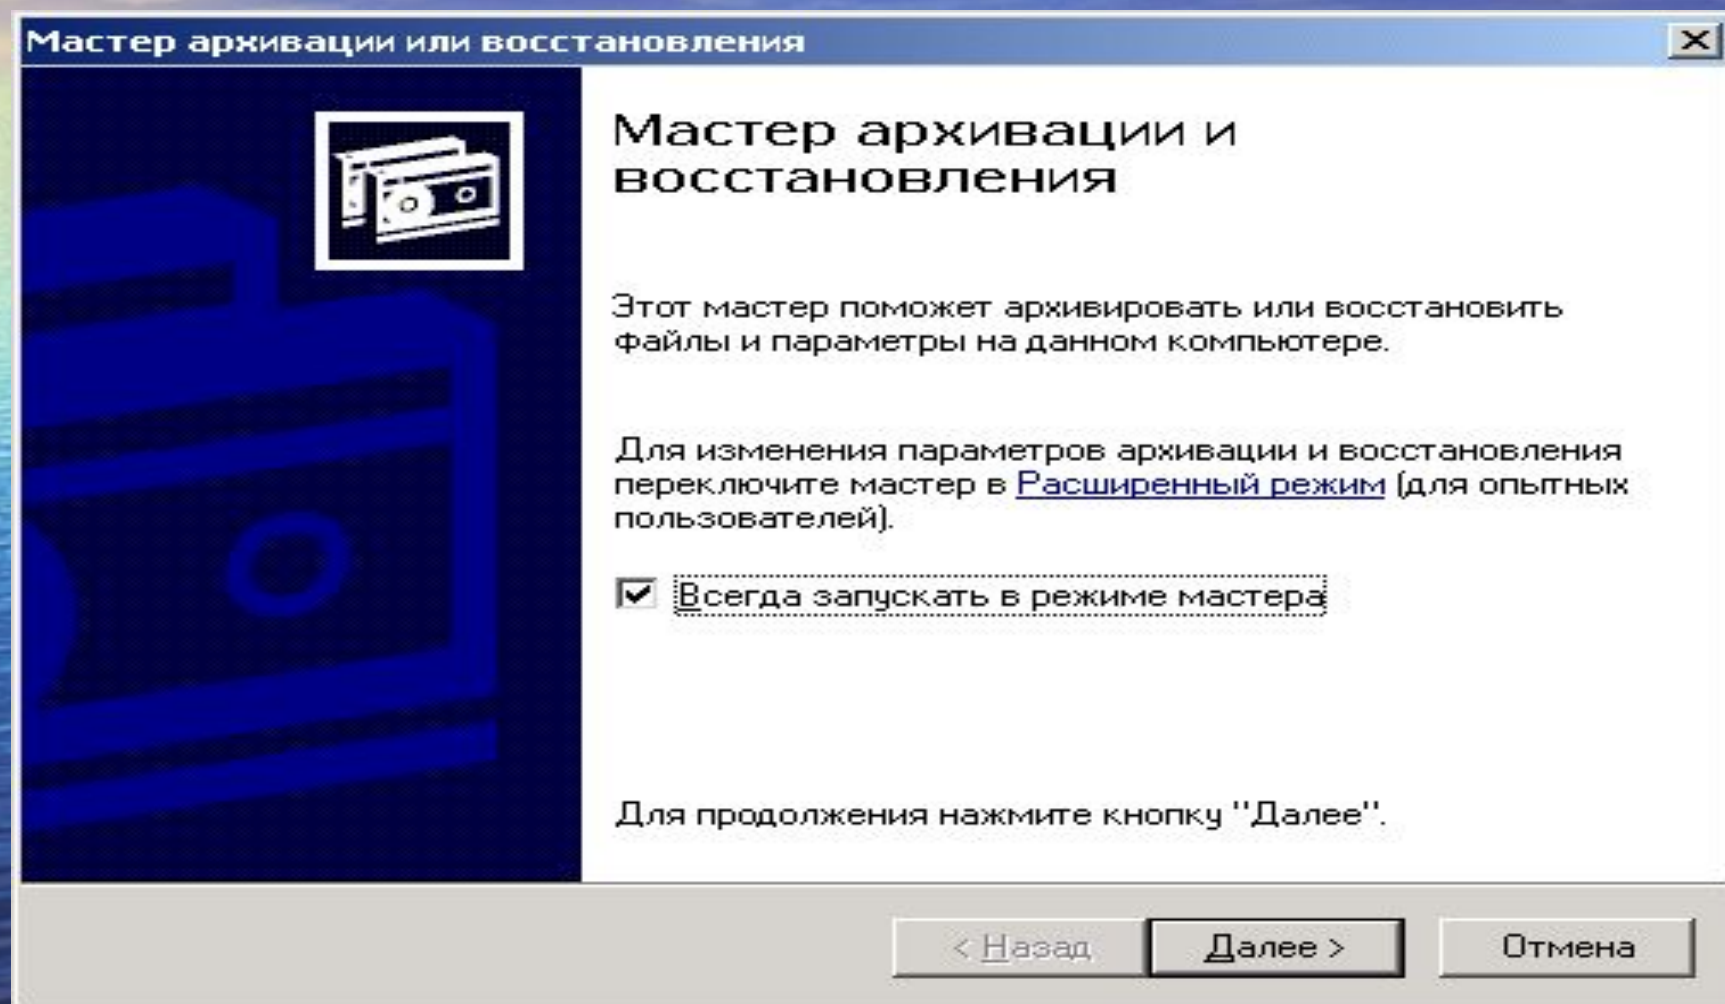 Мастер архивации или восстановления
Мастер архивации и
восстановления
Этот мастер поможет архивировать или восстановить
файлы и параметры на данном компьютере.
Для изменения параметров архивации и восстановления
переключите мастер в Расширенный режим (для опытных
пользователей).
Всегда запускать в режиме мастера
Для продолжения нажмите кнопку "Далее".
< Назад Далее > Отмена